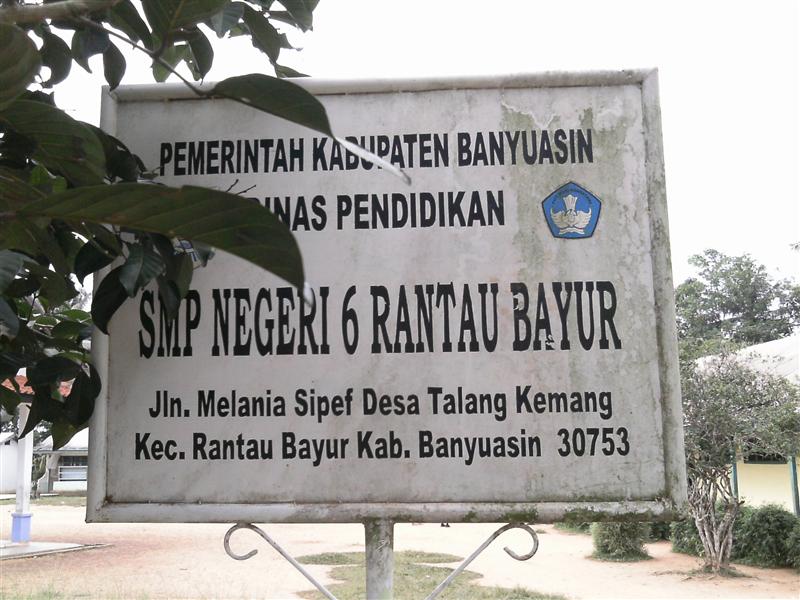 PEMERINTAH KABUPATEN BANYUASIN
DINAS PENDIDIKAN
SMP NEGERI 6 RANTAU BAYUR
Jln. Melania Sipef Desa Talang Kemang
Kec. Rantau Bayur Kab. Banyuasin 30753